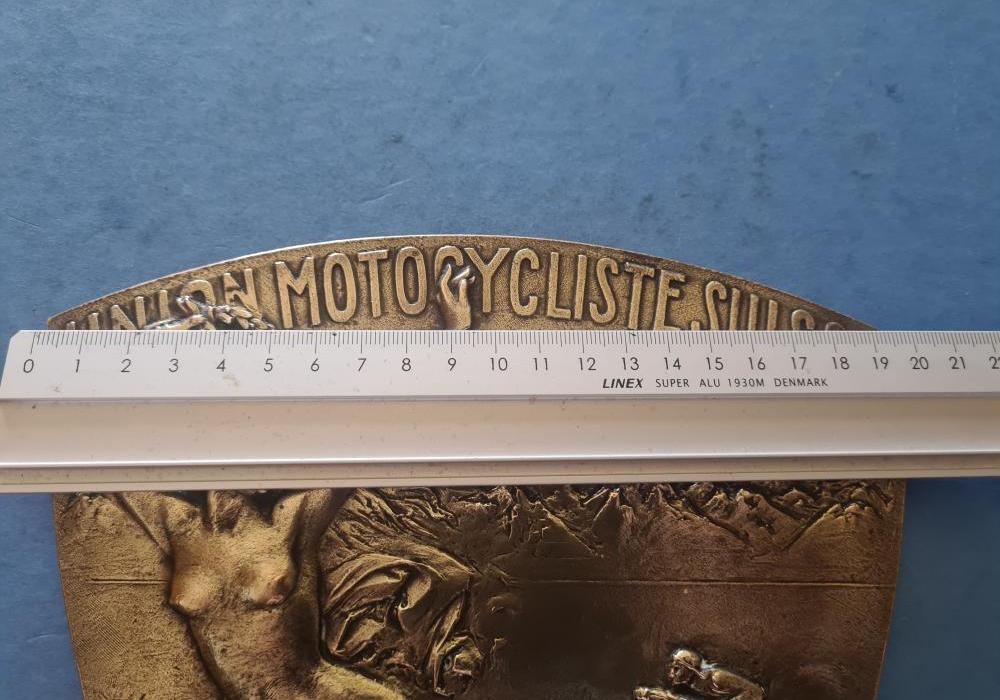 UNION MOTOCYCLISTE SUISSE
0 1 2 3 4 5 6 7 8 9 10 11 12 13 14 15 16 17 18 19 20 21
LINEX SUPER ALU 1930M DENMARK